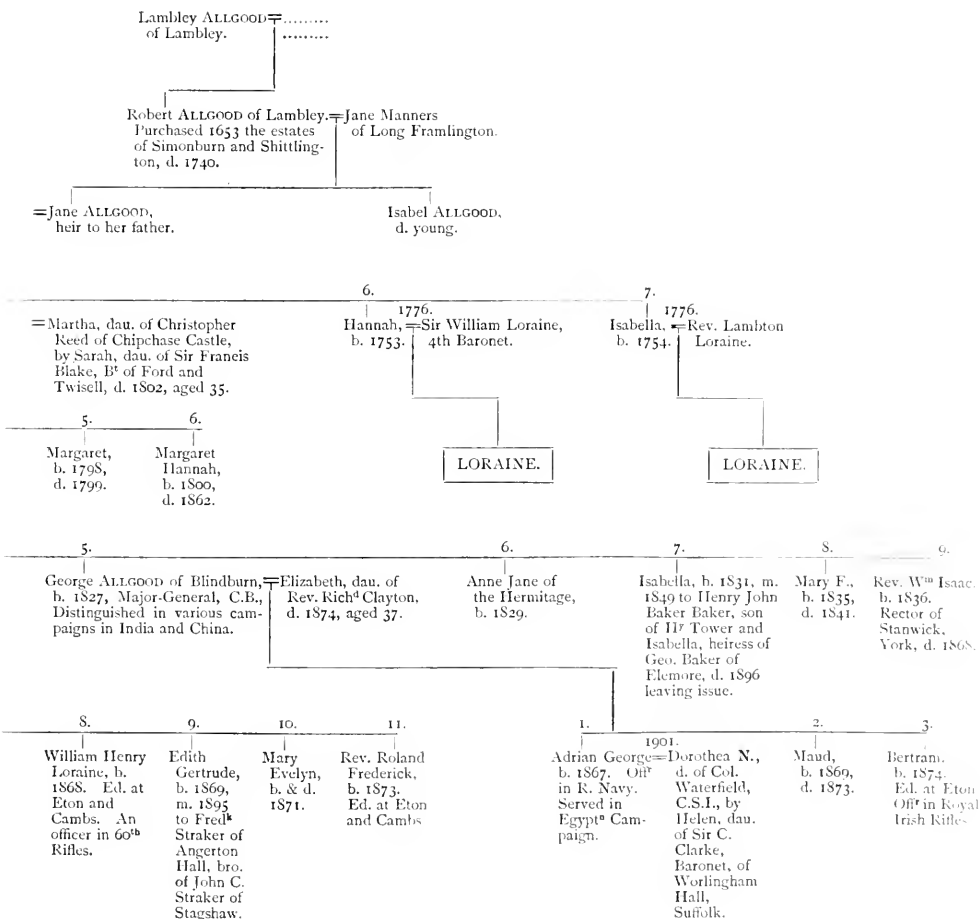 Lambley ALLGOOD=.........
of Lambley. .........
Robert ALLGOOD of Lambley.=Jane Manners
Purchased 1653 the estates
of Simonburn and Shittling-
ton, d. 1740.
of Long Framlington.
=Jane ALLGOOD,
heir to her father.
Isabel ALLGOOD,
d. young.
=Martha, dau. of Christopher
Reed of Chipchase Castle,
by Sarah, dau. of Sir Francis
Blake, Bt of Ford and
Twisell, d. 1802, aged 35.
6.
1776.
Hannah,=Sir William Loraine,
b. 1753. 4th Baronet.
7.
1776.
Isabella,=Rev. Lambton
b. 1754. Loraine.
5.
Margaret,
b. 1798,
d. 1799.
6.
Margaret
Hannah,
b. 1800,
d. 1862.
LORAINE.
LORAINE.
5.
George ALLGOOD of Blindburn,=Elizabeth, dau. of
b. 1827, Major-General, C.B.,
Distinguished in various cam-
paigns in India and China.
Rev. Richd Clayton,
d. 1874, aged 37.
6.
Anne Jane of
the Hermitage,
b. 1829.
7.
Isabella, b. 1831, m.
1849 to Henry John
Baker Baker, son
of Hy Tower and
Isabella, heiress of
Geo. Baker of
Elemore, d. 1896
leaving issue.
8.
Mary F.,
b. 1835,
d. 1841.
9.
Rev. Wm Isaac.
b. 1836.
Rector of
Stanwick,
York, d. 1868.
8.
William Henry
Loraine, b.
1868. Ed. at
Eton and
Cambs. An
officer in 60th
Rifles.
9.
Edith
Gertrude,
b. 1869,
m. 1895
to Fredk
Straker of
Angerton
Hall, bro.
of John C.
Straker of
Stagshaw.
10.
Mary
Evelyn,
b. & d.
1871.
11.
Rev. Roland
Frederick,
b. 1873.
Ed. at Eton
and Cambs
1.
1901.
Adrian George=Dorothea N.,
b. 1867. Offr
in R. Navy.
Served in
Egyptn Cam-
paign.
d. of Col.
Waterfield,
C.S.I., by
Helen, dau.
of Sir C.
Clarke,
Baronet, of
Worlingham
Hall,
Suffolk.
2.
Maud,
b. 1869,
d. 1873.
3.
Bertram,
b. 1874.
Ed. at Eton
Offr in Royal
Irish Rifles